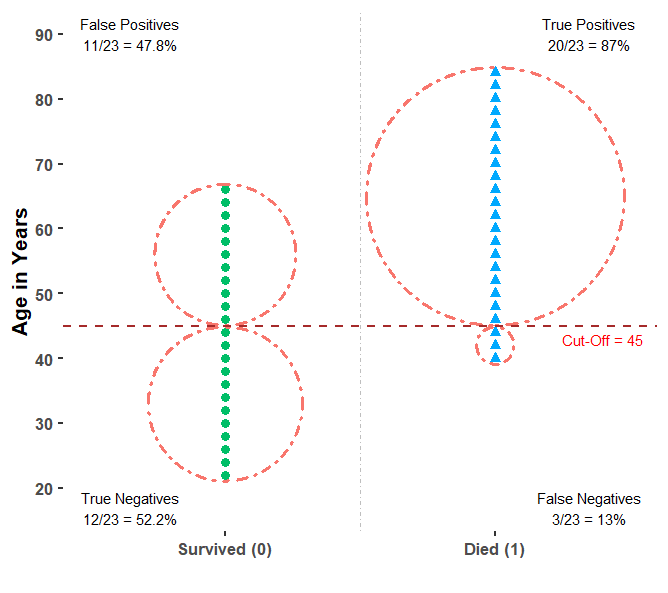 False Positives
11/23 = 47.8%
True Positives
20/23 = 87%
90
80
70
60
50
40
30
20
Age in Years
Cut-Off = 45
True Negatives
12/23 = 52.2%
False Negatives
3/23 = 13%
Survived (0)
Died (1)